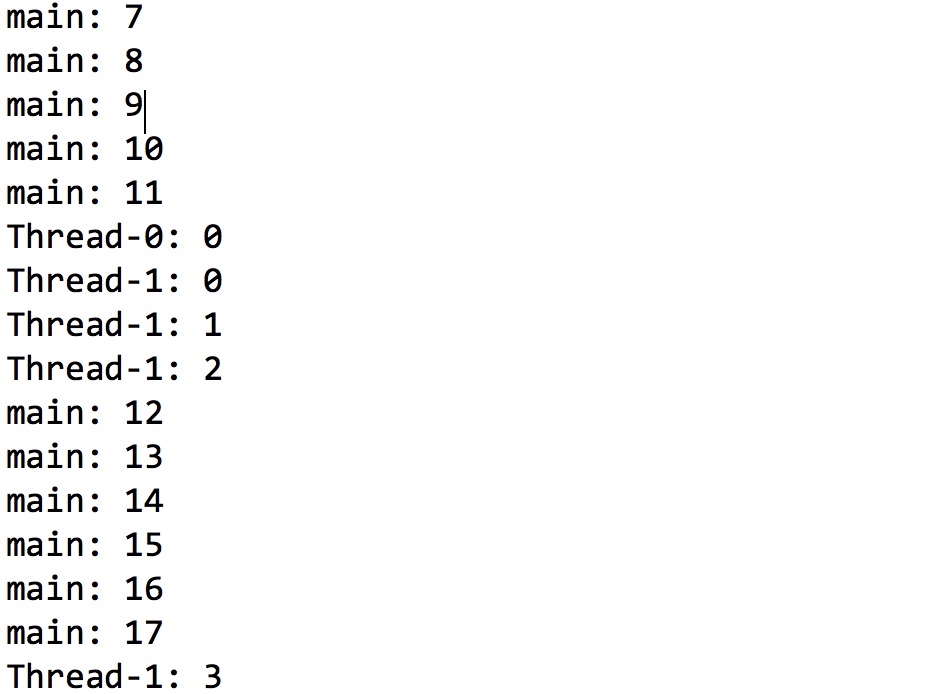 main: 7
main: 8
main: 9
main: 10
main: 11
Thread-0: 0
Thread-1: 0
Thread-1: 1
Thread-1: 2
main: 12
main: 13
main: 14
main: 15
main: 16
main: 17
Thread-1: 3